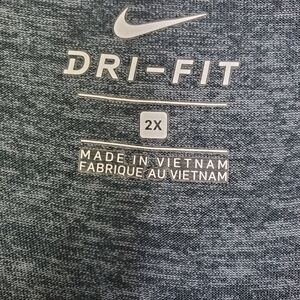 DRI-FIT
2X
MADE IN VIETNAM
FABRIQUE AU VIETNAM